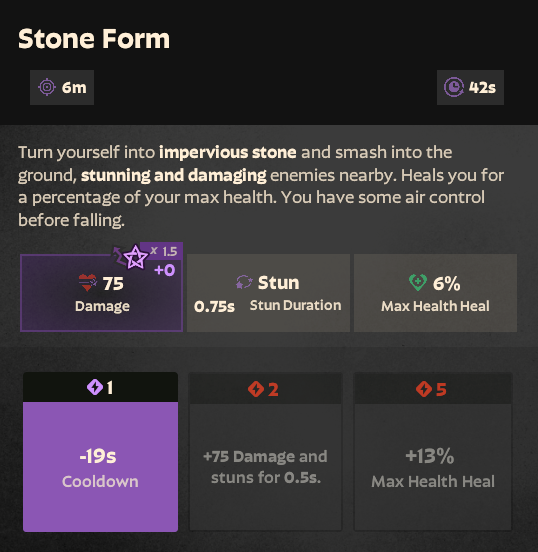 Stone Form
6m
42s
Turn yourself into impervious stone and smash into the
ground, stunning and damaging enemies nearby. Heals you for
a percentage of your max health. You have some air control
before falling.
x 1.5
+0
75
Damage
Stun
0.75s Stun Duration
6%
Max Health Heal
1
-19s
Cooldown
2
+75 Damage and
stuns for 0.5s.
5
+13%
Max Health Heal